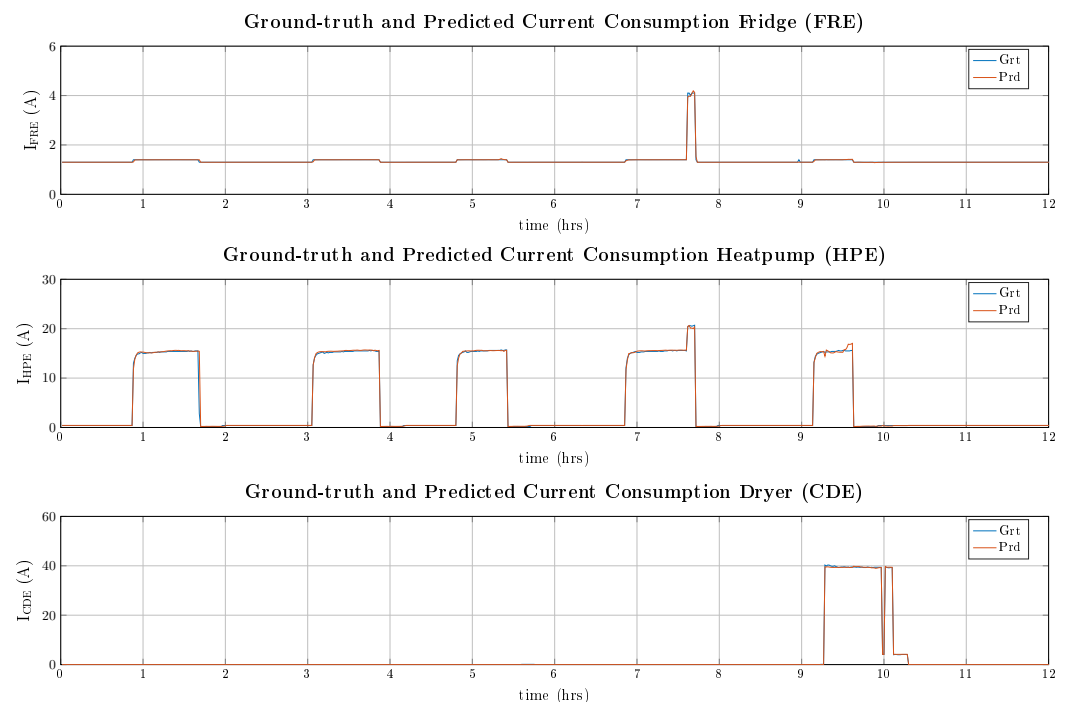 Ground-truth and Predicted Current Consumption Fridge (FRE)
6
4
2
0
I_FRE (A)
Grt
Prd
0 1 2 3 4 5 6 7 8 9 10 11 12
time (hrs)
Ground-truth and Predicted Current Consumption Heatpump (HPE)
30
20
10
0
I_HPE (A)
Grt
Prd
0 1 2 3 4 5 6 7 8 9 10 11 12
time (hrs)
Ground-truth and Predicted Current Consumption Dryer (CDE)
60
40
20
0
I_CDE (A)
Grt
Prd
0 1 2 3 4 5 6 7 8 9 10 11 12
time (hrs)